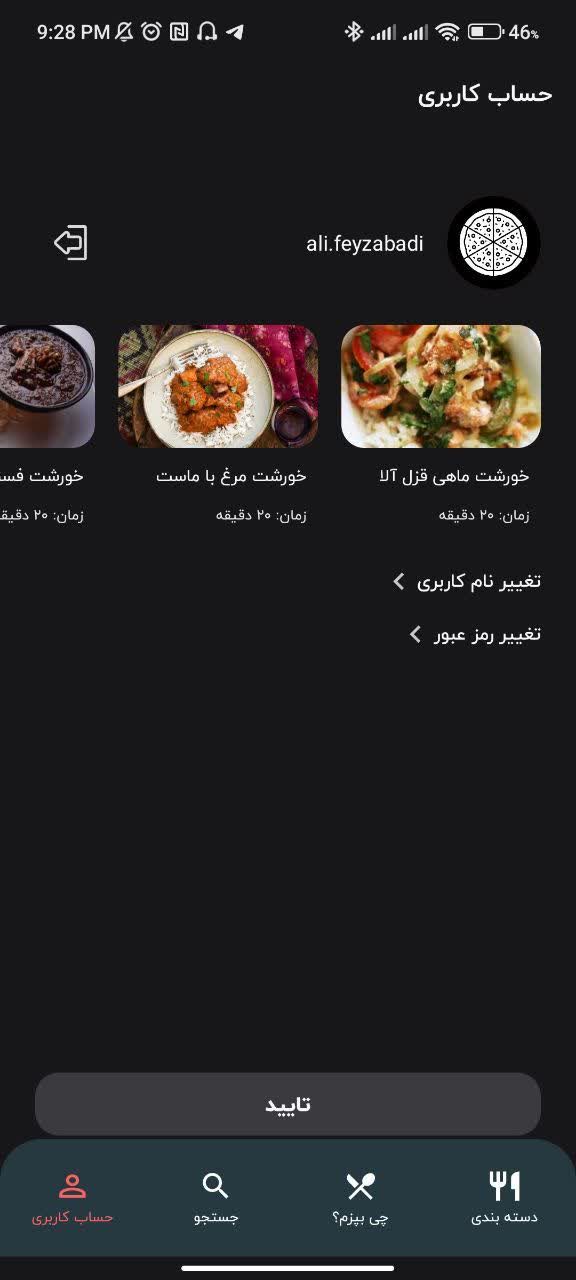 9:28 PM 46%
حساب کاربری
ali.feyzabadi
خورشت ماهی قزل آلا
زمان: ۲۰ دقیقه
خورشت مرغ با ماست
زمان: ۲۰ دقیقه
خورشت
زمان: ۲۰
تغییر نام کاربری
تغییر رمز عبور
تایید
دسته بندی
چی بپزم؟
جستجو
حساب کاربری